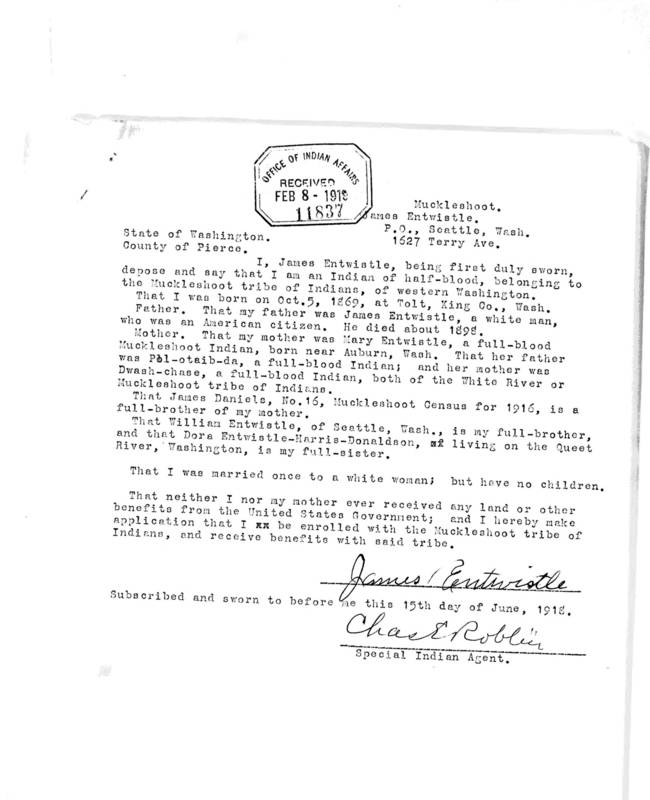 OFFICE OF INDIAN AFFAIRS
RECEIVED
FEB 8 - 1919
11837
Muckleshoot.
James Entwistle.
P.O., Seattle, Wash.
1627 Terry Ave.
State of Washington.
County of Pierce.
I, James Entwistle, being first duly sworn,
depose and say that I am an Indian of half-blood, belonging to
the Muckleshoot tribe of Indians, of western Washington.
That I was born on Oct.5, 1869, at Tolt, King Co., Wash.
Father. That my father was James Entwistle, a white man,
who was an American citizen. He died about 1898.
Mother. That my mother was Mary Entwistle, a full-blood
Muckleshoot Indian, born near Auburn, Wash. That her father
was Pol-otaib-da, a full-blood Indian; and her mother was
Dwash-chase, a full-blood Indian, both of the White River or
Muckleshoot tribe of Indians.
That James Daniels, No.16, Muckleshoot Census for 1916, is a
full-brother of my mother.
That William Entwistle, of Seattle, Wash., is my full-brother,
and that Dora Entwistle-Harris-Donaldson, living on the Queet
River, Washington, is my full-sister.
That I was married once to a white woman; but have no children.
That neither I nor my mother ever received any land or other
benefits from the United States Government; and I hereby make
application that I xx be enrolled with the Muckleshoot tribe of
Indians, and receive benefits with said tribe.
James Entwistle
Subscribed and sworn to before me this 15th day of June, 1918.
Chas E Roblin
Special Indian Agent.